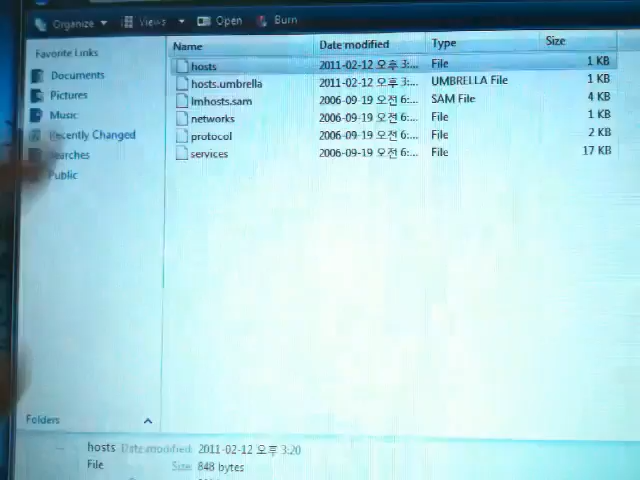 Organize Views Open Burn
Favorite Links
Documents
Pictures
Music
Recently Changed
Searches
Public
Folders
Name Date modified Type Size
hosts 2011-02-12 오후 3:... File 1 KB
hosts.umbrella 2011-02-12 오후 3:... UMBRELLA File 1 KB
lmhosts.sam 2006-09-19 오전 6:... SAM File 4 KB
networks 2006-09-19 오전 6:... File 1 KB
protocol 2006-09-19 오전 6:... File 2 KB
services 2006-09-19 오전 6:... File 17 KB
hosts Date modified: 2011-02-12 오후 3:20
File Size: 848 bytes